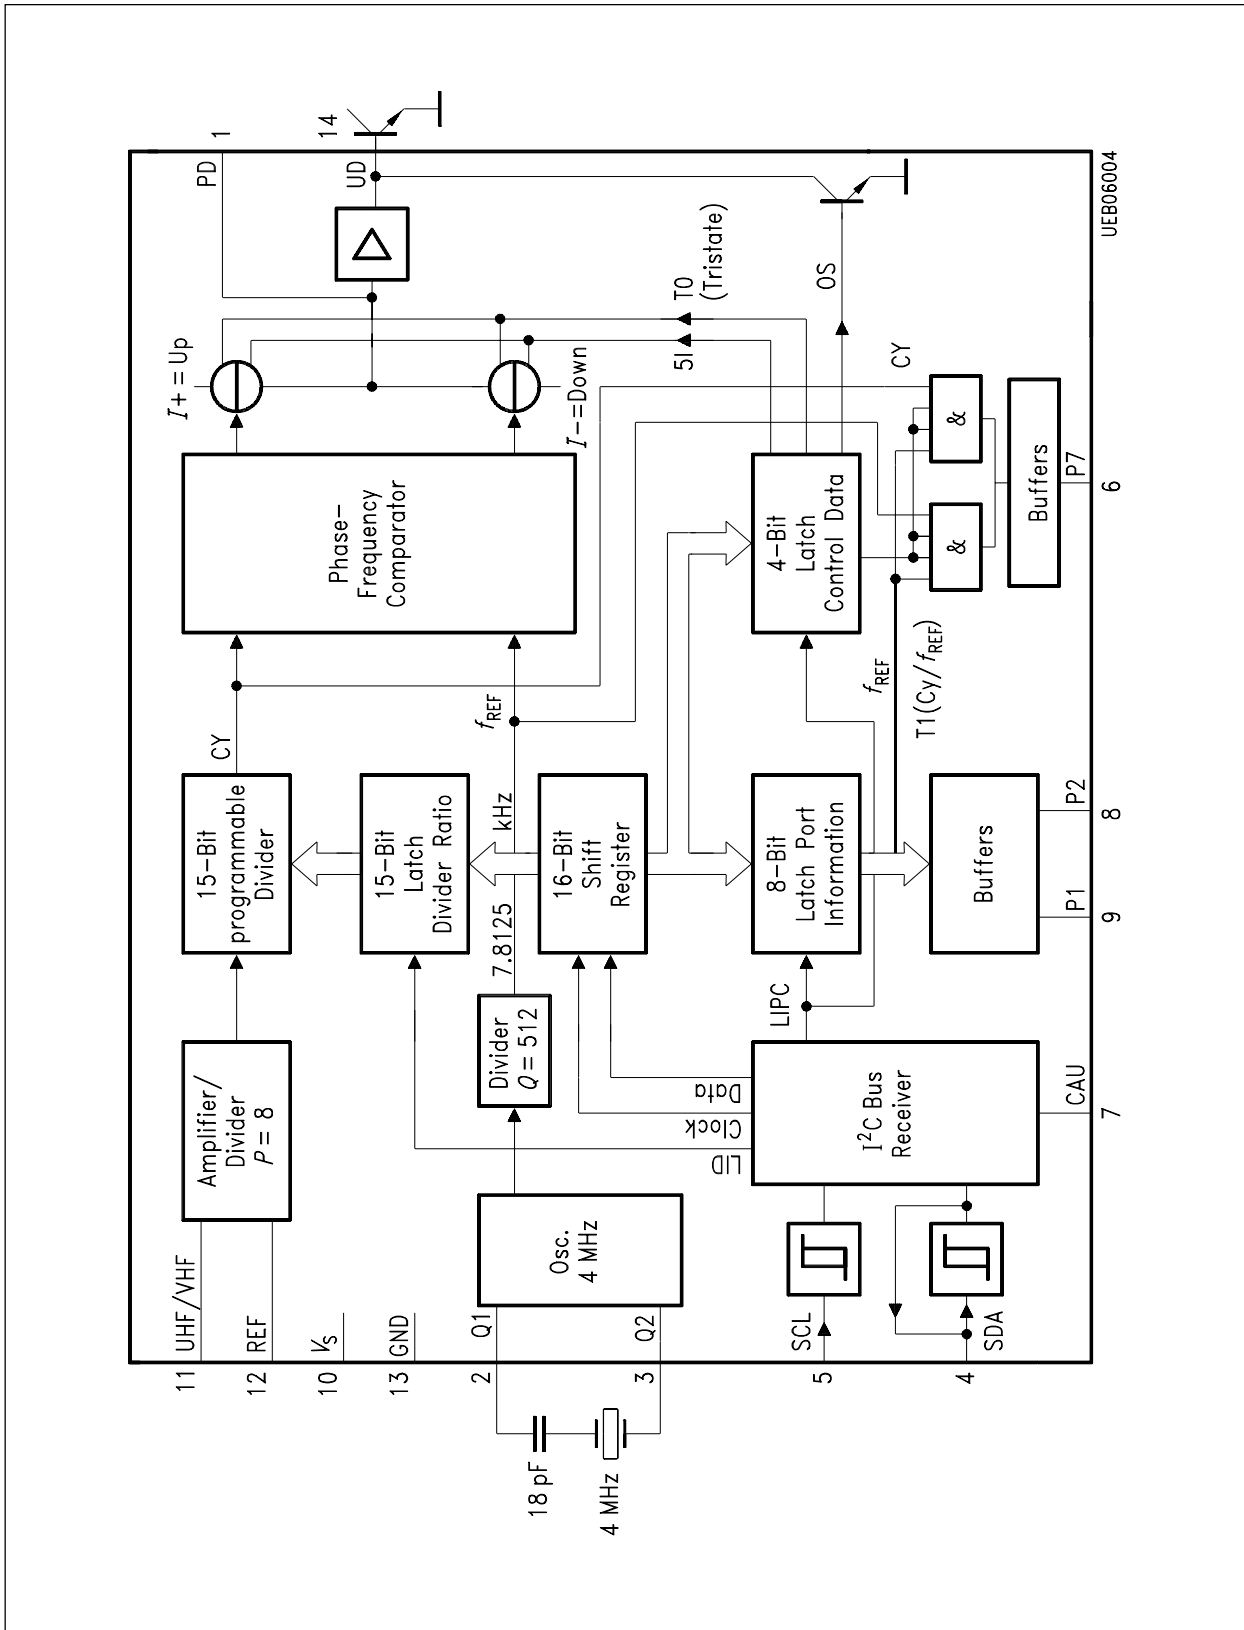 11
UHF/VHF
12
REF
10
VS
13
GND
2
Q1
3
Q2
18 pF
4 MHz
5
SCL
4
SDA
Amplifier/
Divider
P = 8
Osc.
4 MHz
Divider
Q = 512
7.8125
kHz
LID
Clock
Data
I2C Bus
Receiver
7
CAU
LIPC
15-Bit
programmable
Divider
15-Bit
Latch
Divider Ratio
16-Bit
Shift
Register
8-Bit
Latch Port
Information
Buffers
9
P1
8
P2
CY
fREF
fREF
T1(Cy/fREF)
Phase-
Frequency
Comparator
4-Bit
Latch
Control Data
&
&
Buffers
6
P7
CY
I+=Up
I-=Down
5I
T0
(Tristate)
OS
PD
1
UD
14
UEB06004